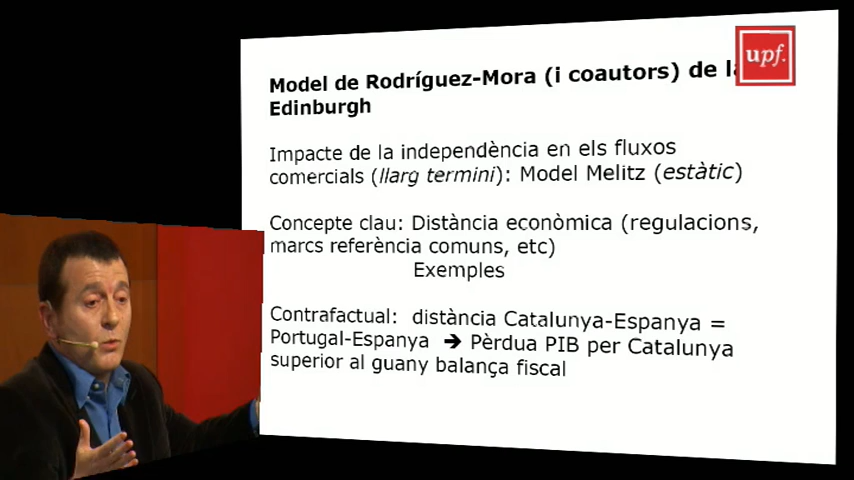 Model de Rodríguez-Mora (i coautors) de
upf.
Edinburgh
Impacte de la independència en els fluxos
comercials (llarg termini): Model Melitz (estàtic)
Concepte clau: Distància econòmica (regulacions,
marcs referència comuns, etc)
Exemples
Contrafactual: distància Catalunya-Espanya =
Portugal-Espanya ➔ Pèrdua PIB per Catalunya
superior al guany balança fiscal